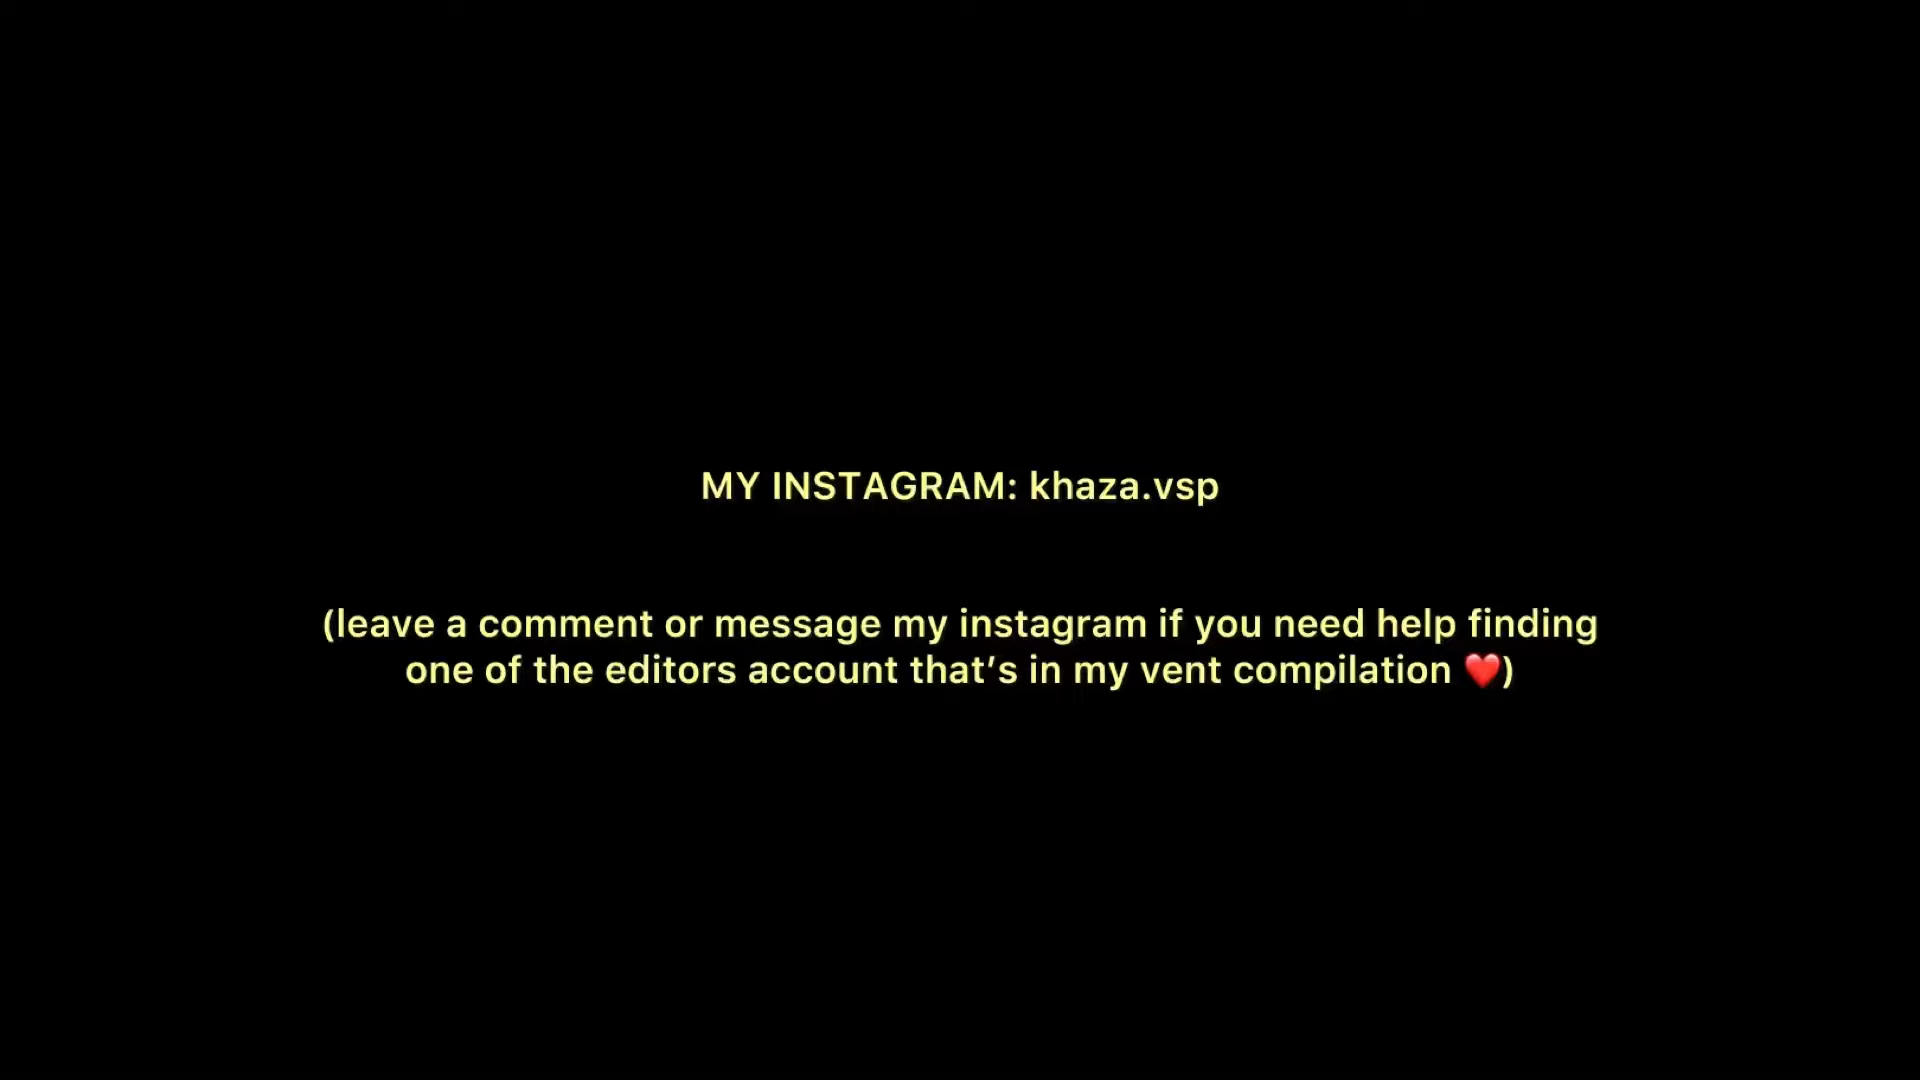 MY INSTAGRAM: khaza.vsp
(leave a comment or message my instagram if you need help finding
one of the editors account that’s in my vent compilation ❤️)